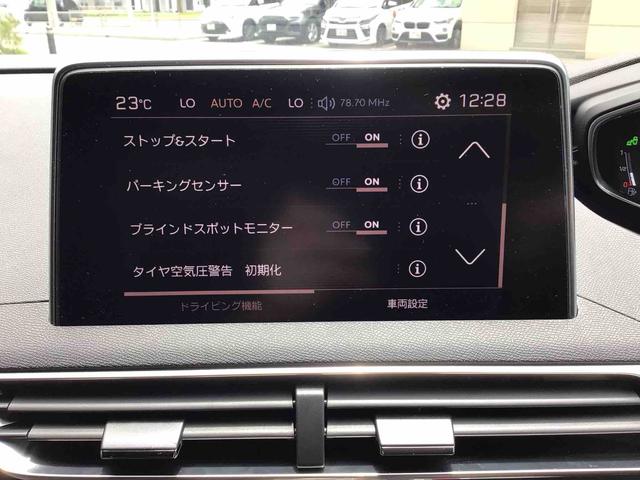 23℃ LO AUTO A/C LO 78.70 MHz 12:28
ストップ&スタート OFF ON
パーキングセンサー OFF ON
ブラインドスポットモニター OFF ON
タイヤ空気圧警告 初期化
ドライビング機能 車両設定